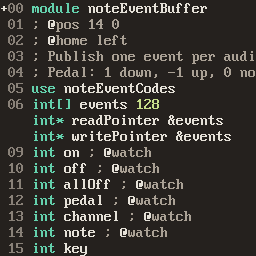 +00 module noteEventBuffer
01 ; @pos 14 0
02 ; @home left
03 ; Publish one event per
04 ; Pedal: 1 down, -1 up, 0
05 use noteEventCodes
06 int[] events 128
int* readPointer &events
int* writePointer &events
09 int on ; @watch
10 int off ; @watch
11 int allOff ; @watch
12 int pedal ; @watch
13 int channel ; @watch
14 int note ; @watch
15 int key